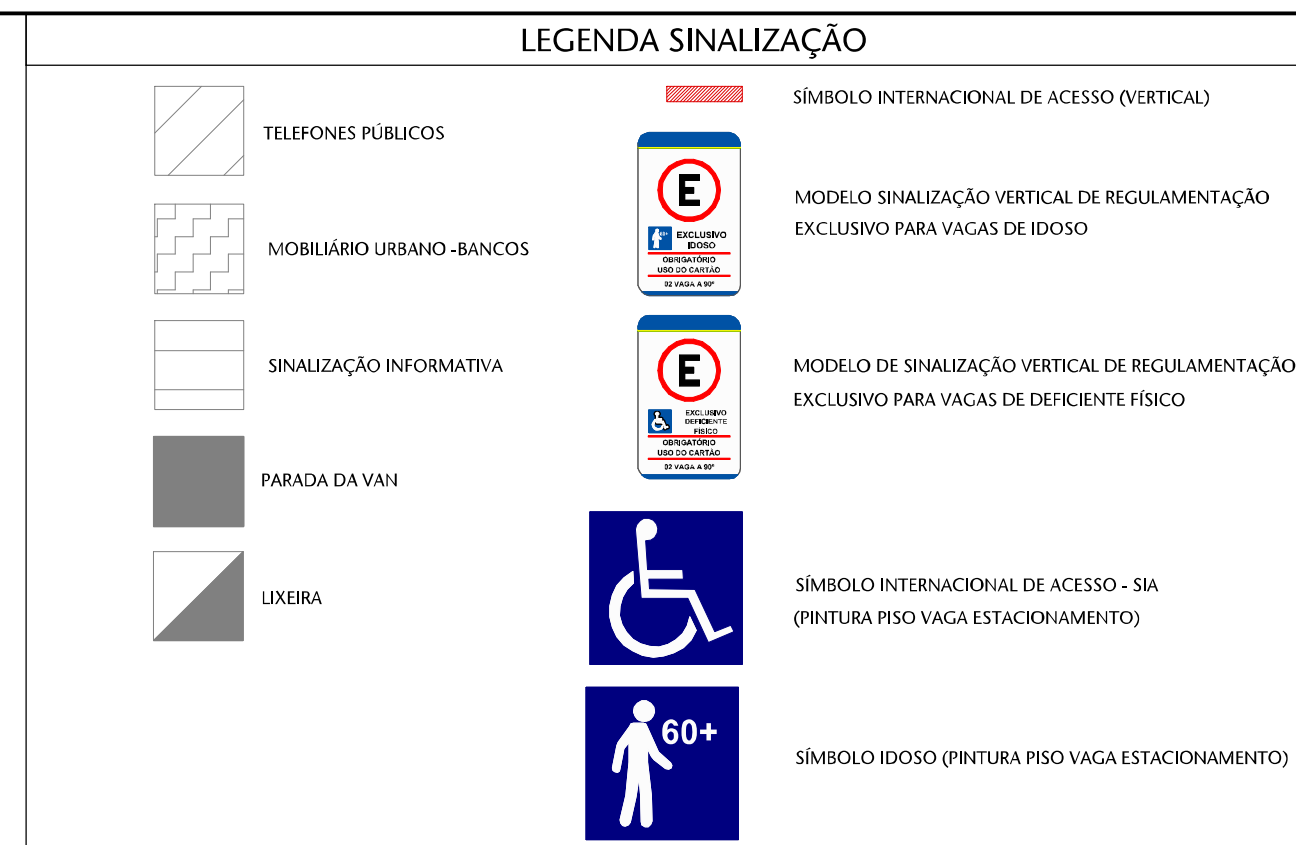 LEGENDA SINALIZAÇÃO
TELEFONES PÚBLICOS
MOBILIÁRIO URBANO -BANCOS
SINALIZAÇÃO INFORMATIVA
PARADA DA VAN
LIXEIRA
SÍMBOLO INTERNACIONAL DE ACESSO (VERTICAL)
E
60+
EXCLUSIVO
IDOSO
OBRIGATÓRIO
USO DO CARTÃO
02 VAGA A 90°
MODELO SINALIZAÇÃO VERTICAL DE REGULAMENTAÇÃO
EXCLUSIVO PARA VAGAS DE IDOSO
E
EXCLUSIVO
DEFICIENTE
FISÍCO
OBRIGATÓRIO
USO DO CARTÃO
02 VAGA A 90°
MODELO DE SINALIZAÇÃO VERTICAL DE REGULAMENTAÇÃO
EXCLUSIVO PARA VAGAS DE DEFICIENTE FÍSICO
SÍMBOLO INTERNACIONAL DE ACESSO - SIA
(PINTURA PISO VAGA ESTACIONAMENTO)
60+
SÍMBOLO IDOSO (PINTURA PISO VAGA ESTACIONAMENTO)